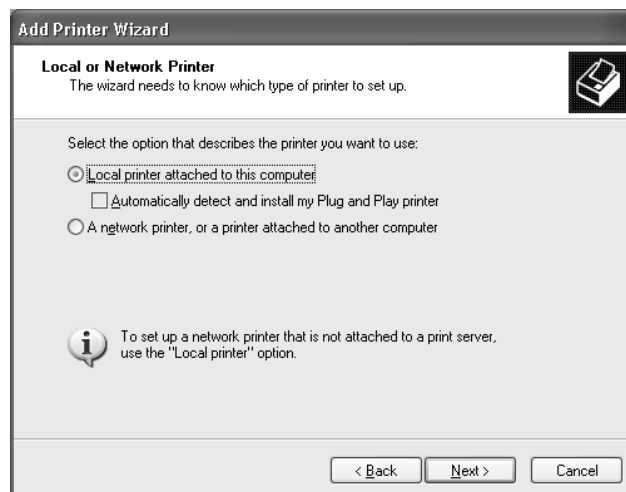 Add Printer Wizard
Local or Network Printer
The wizard needs to know which type of printer to set up.
Select the option that describes the printer you want to use:
Local printer attached to this computer
Automatically detect and install my Plug and Play printer
A network printer, or a printer attached to another computer
To set up a network printer that is not attached to a print server,
use the "Local printer" option.
< Back
Next >
Cancel